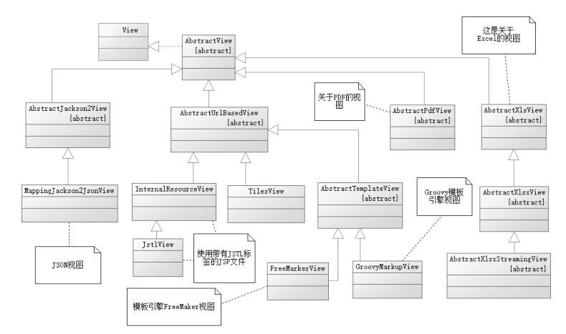 View
AbstractView
{abstract}
这是关于
Excel的视图
AbstractJackson2View
{abstract}
AbstractUrlBasedView
{abstract}
关于PDF的视
图
AbstractPdfView
{abstract}
AbstractXlsView
{abstract}
MappingJackson2JsonView
InternalResourceView
TilesView
AbstractTemplateView
{abstract}
Groovy模板
引擎视图
AbstractXlsxView
{abstract}
JSON视图
JstlView
使用带有JSTL标
签的JSP文件
FreeMarkerView
GroovyMarkupView
AbstractXlsxStreamingView
{abstract}
模板引擎FreeMaker视图